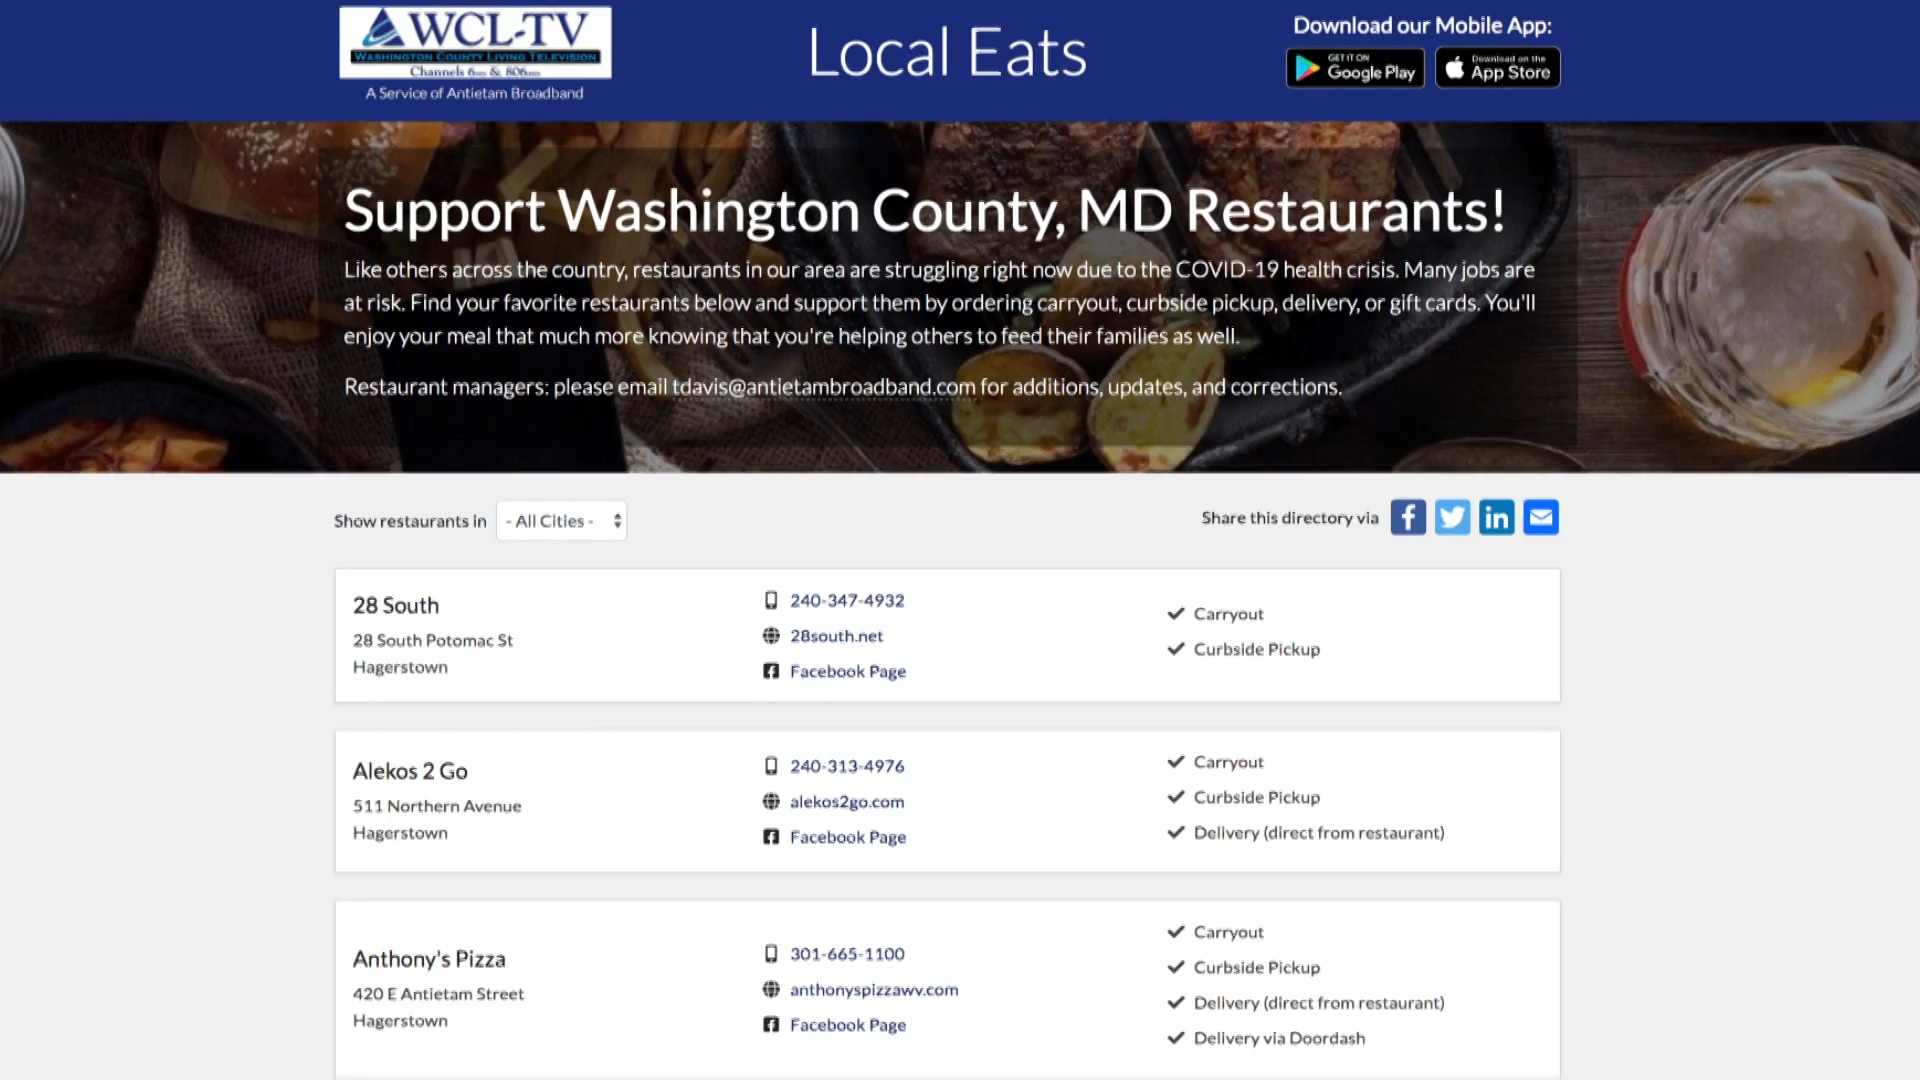 WCL-TV
WASHINGTON COUNTY LIVING TELEVISION
Channels 6 & 806
A Service of Antietam Broadband
Local Eats
Download our Mobile App:
GET IT ON
Google Play
Download on the
App Store
Support Washington County, MD Restaurants!
Like others across the country, restaurants in our area are struggling right now due to the COVID-19 health crisis. Many jobs are
at risk. Find your favorite restaurants below and support them by ordering carryout, curbside pickup, delivery, or gift cards. You'll
enjoy your meal that much more knowing that you're helping others to feed their families as well.
Restaurant managers: please email tdavis@antietambroadband.com for additions, updates, and corrections.
Show restaurants in
- All Cities -
Share this directory via
28 South
28 South Potomac St
Hagerstown
240-347-4932
28south.net
Facebook Page
Carryout
Curbside Pickup
Alekos 2 Go
511 Northern Avenue
Hagerstown
240-313-4976
alekos2go.com
Facebook Page
Carryout
Curbside Pickup
Delivery (direct from restaurant)
Anthony's Pizza
420 E Antietam Street
Hagerstown
301-665-1100
anthonyspizzawv.com
Facebook Page
Carryout
Curbside Pickup
Delivery (direct from restaurant)
Delivery via Doordash